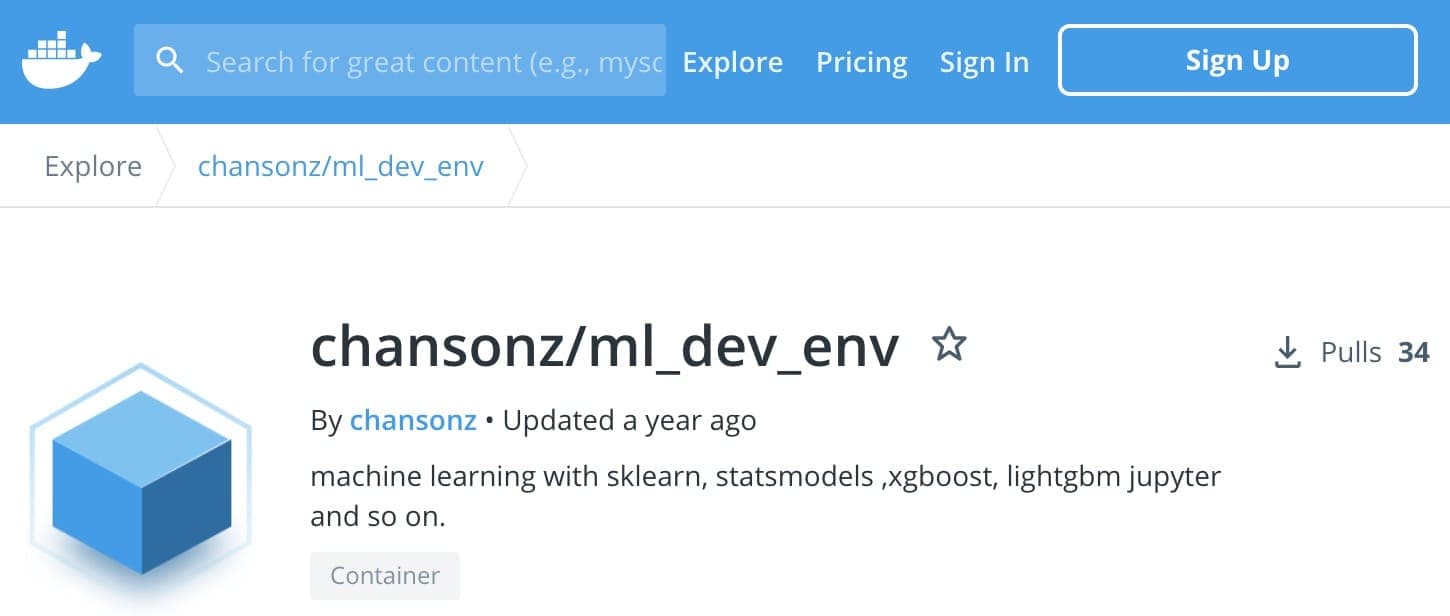 Search for great content (e.g., mysc Explore Pricing Sign In Sign Up
Explore chansonz/ml_dev_env
chansonz/ml_dev_env Pulls 34
By chansonz • Updated a year ago
machine learning with sklearn, statsmodels ,xgboost, lightgbm jupyter
and so on.
Container